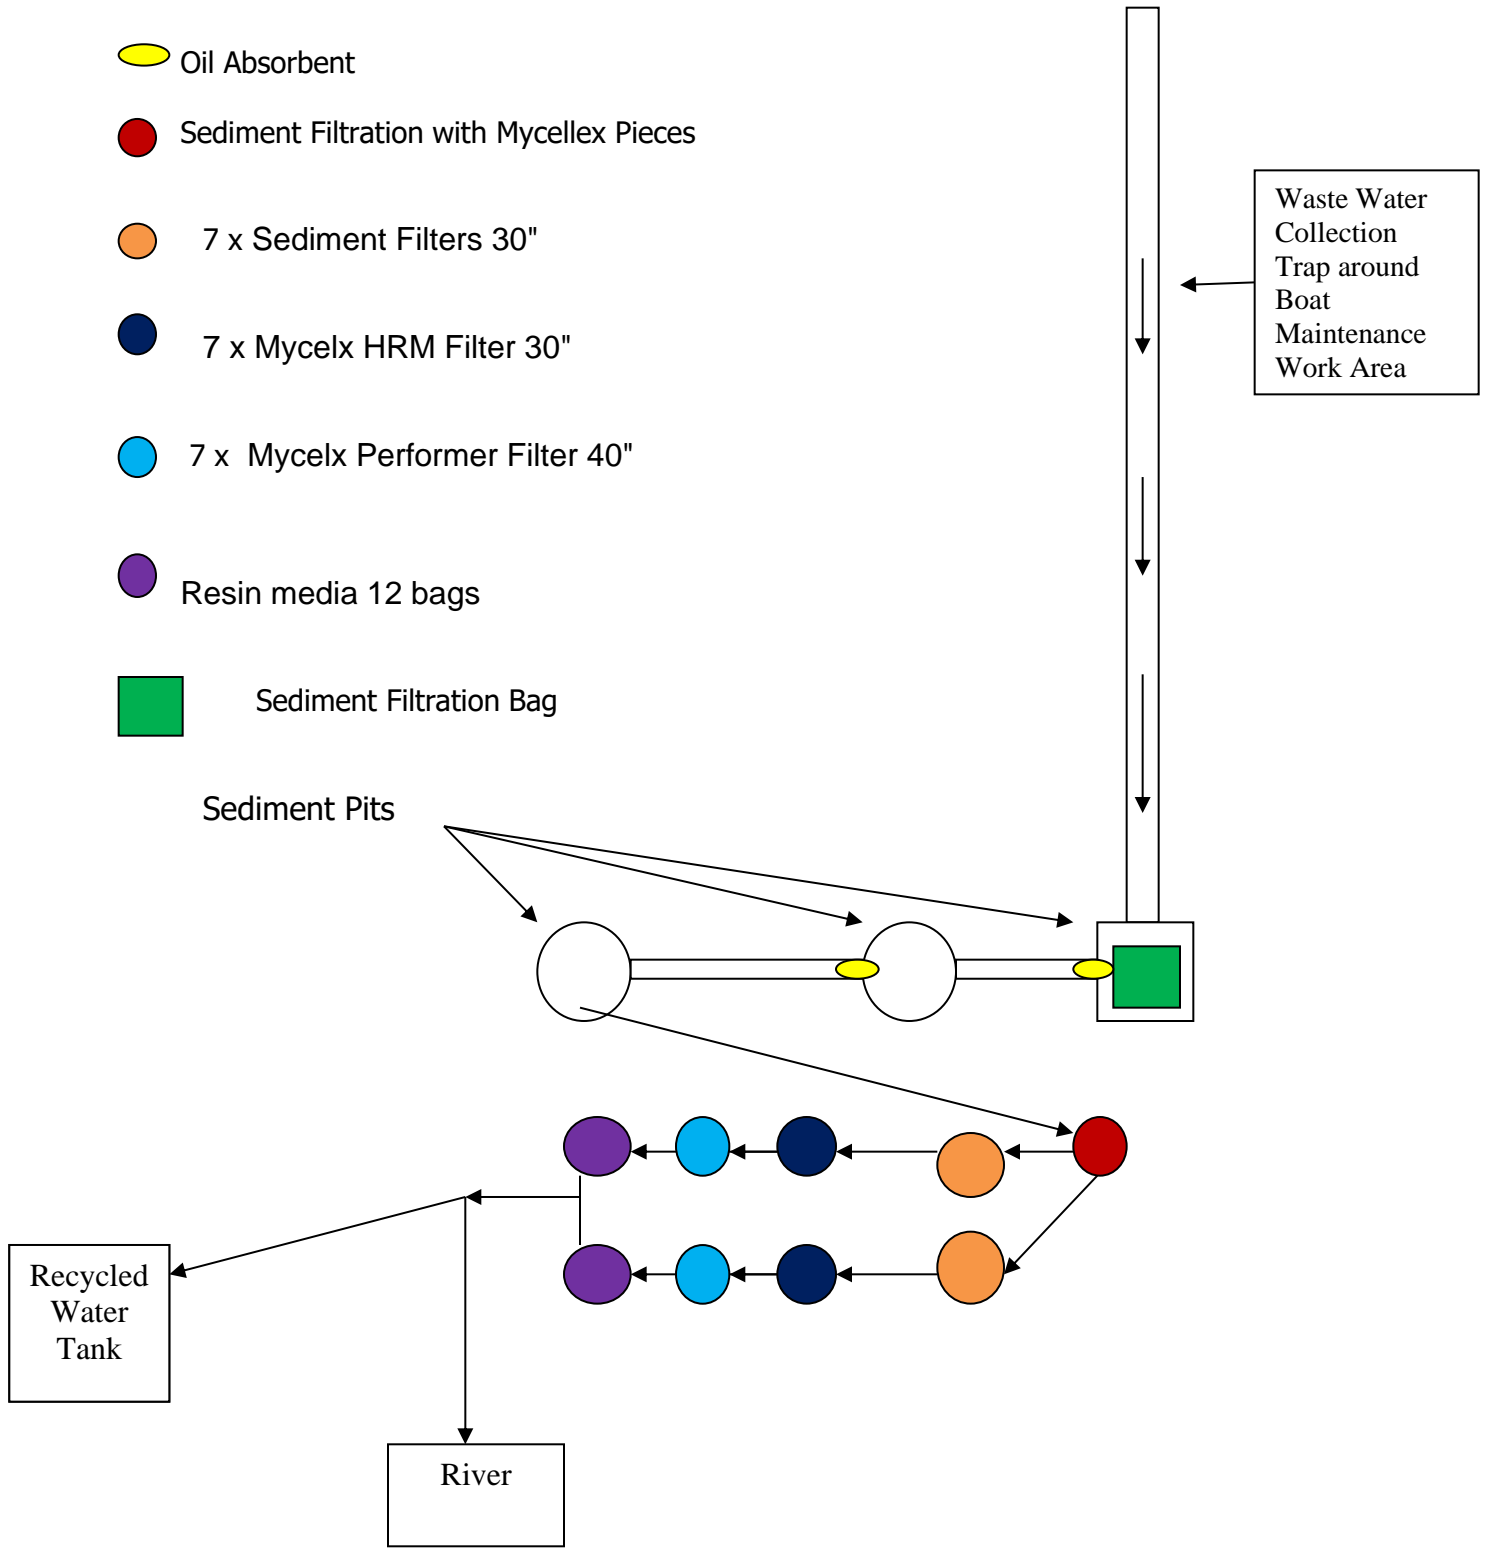 Oil Absorbent
Sediment Filtration with Mycellex Pieces
7 x Sediment Filters 30"
7 x Mycelx HRM Filter 30"
7 x  Mycelx Performer Filter 40"
Resin media 12 bags
Sediment Filtration Bag
Sediment Pits
Waste Water
Collection
Trap around
Boat
Maintenance
Work Area
Recycled
Water
Tank
River